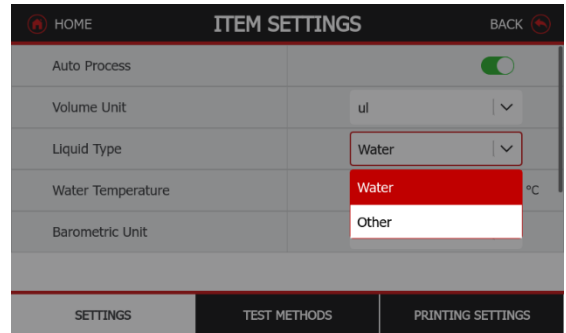 HOME
ITEM SETTINGS
BACK
Auto Process
Volume Unit
ul
Liquid Type
Water
Water Temperature
Water
°C
Other
Barometric Unit
SETTINGS
TEST METHODS
PRINTING SETTINGS